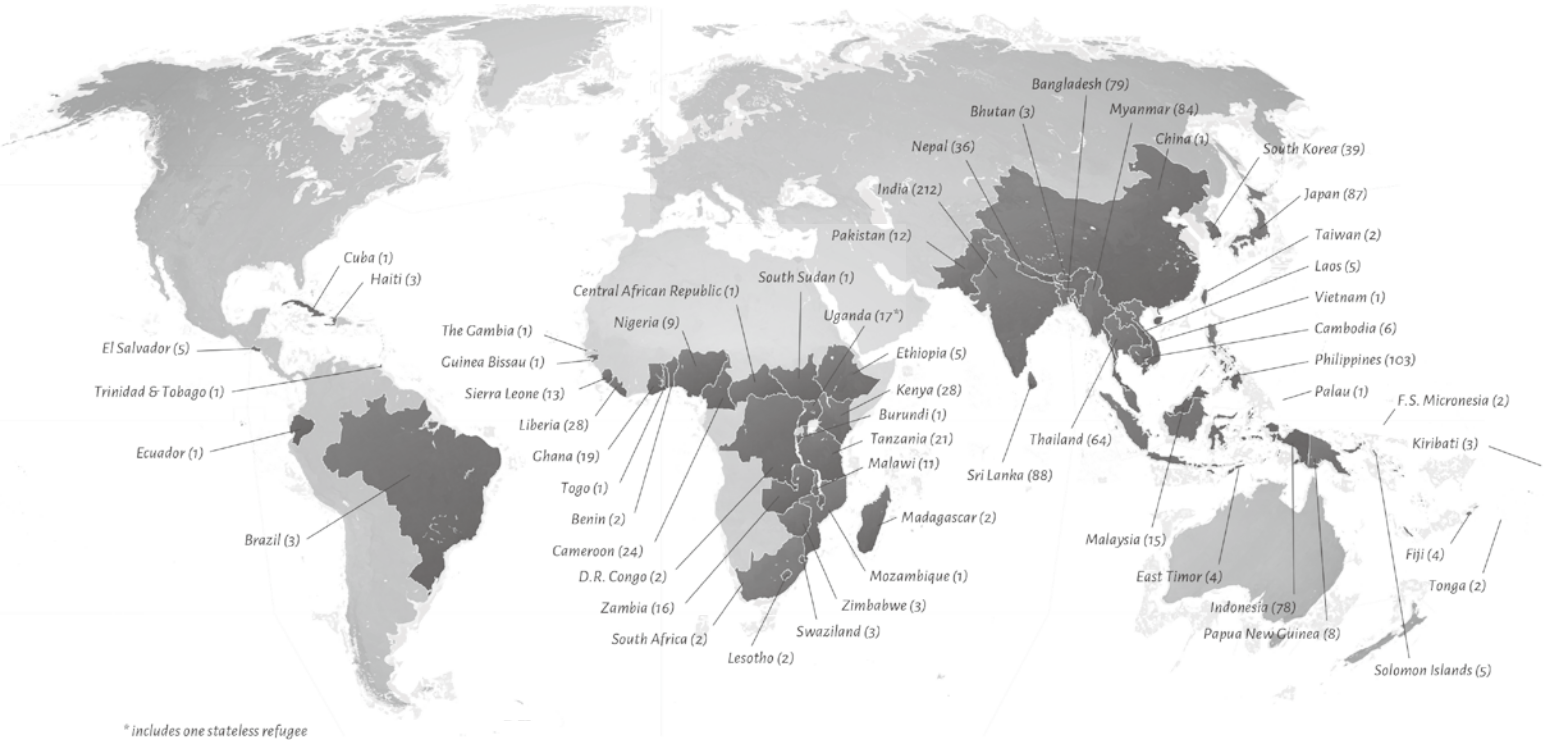 Bangladesh (79)
Bhutan (3)
Myanmar (84)
China (1)
Nepal (36)
South Korea (39)
India (212)
Japan (87)
Pakistan (12)
Taiwan (2)
Laos (5)
Vietnam (1)
Cambodia (6)
Philippines (103)
Palau (1)
F.S. Micronesia (2)
Kiribati (3)
Thailand (64)
Sri Lanka (88)
Malaysia (15)
East Timor (4)
Indonesia (78)
Papua New Guinea (8)
Solomon Islands (5)
Fiji (4)
Tonga (2)
Cuba (1)
Haiti (3)
El Salvador (5)
Trinidad & Tobago (1)
Ecuador (1)
Brazil (3)
South Sudan (1)
Central African Republic (1)
Uganda (17*)
Nigeria (9)
The Gambia (1)
Guinea Bissau (1)
Sierra Leone (13)
Liberia (28)
Ghana (19)
Togo (1)
Benin (2)
Cameroon (24)
D.R. Congo (2)
Zambia (16)
South Africa (2)
Lesotho (2)
Swaziland (3)
Zimbabwe (3)
Mozambique (1)
Madagascar (2)
Malawi (11)
Tanzania (21)
Burundi (1)
Kenya (28)
Ethiopia (5)
* includes one stateless refugee